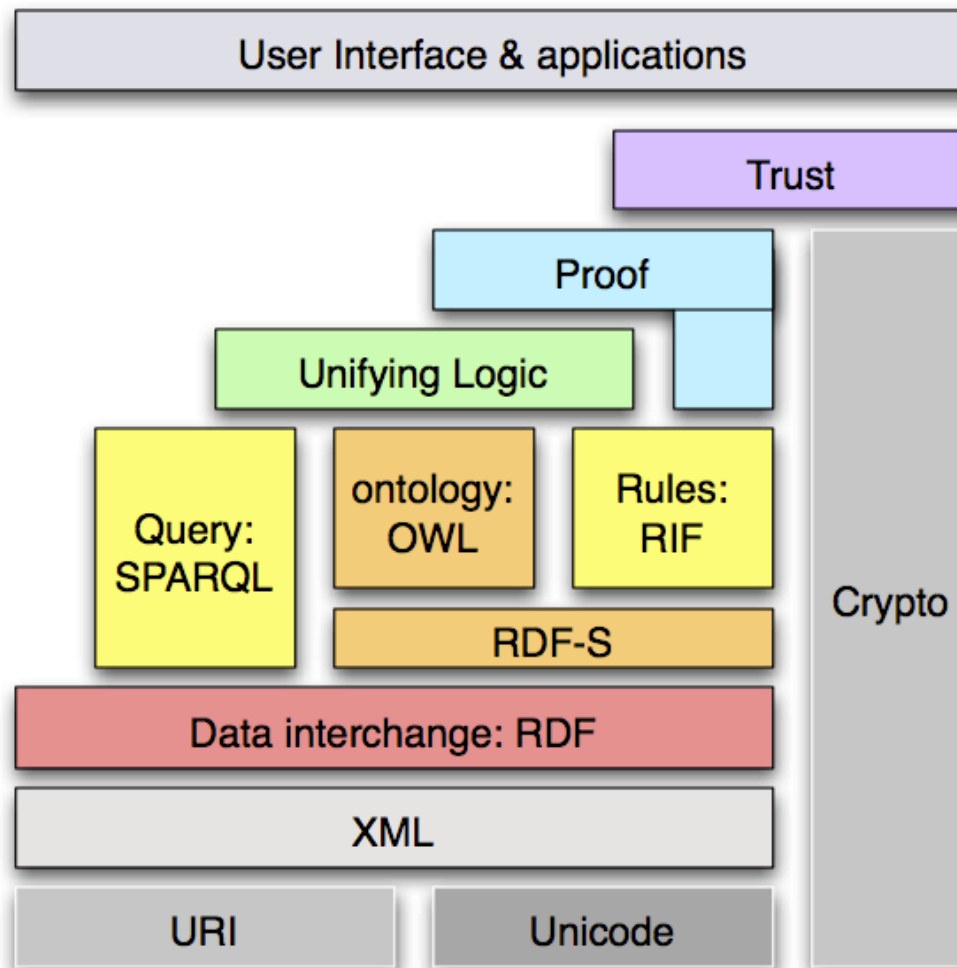 User Interface & applications
Trust
Proof
Unifying Logic
Query:
SPARQL
ontology:
OWL
Rules:
RIF
Crypto
RDF-S
Data interchange: RDF
XML
URI
Unicode